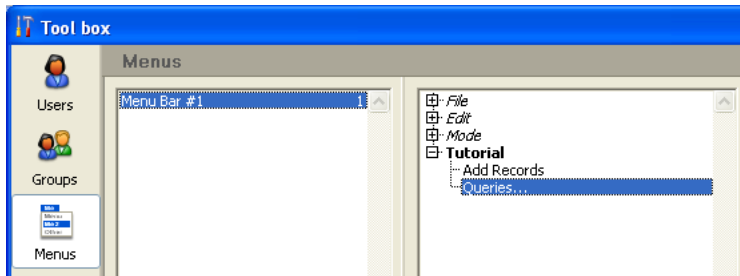 Tool box
Menus
Users
Groups
Menus
Menu Bar #1 1
File
Edit
Mode
Tutorial
Add Records
Queries...